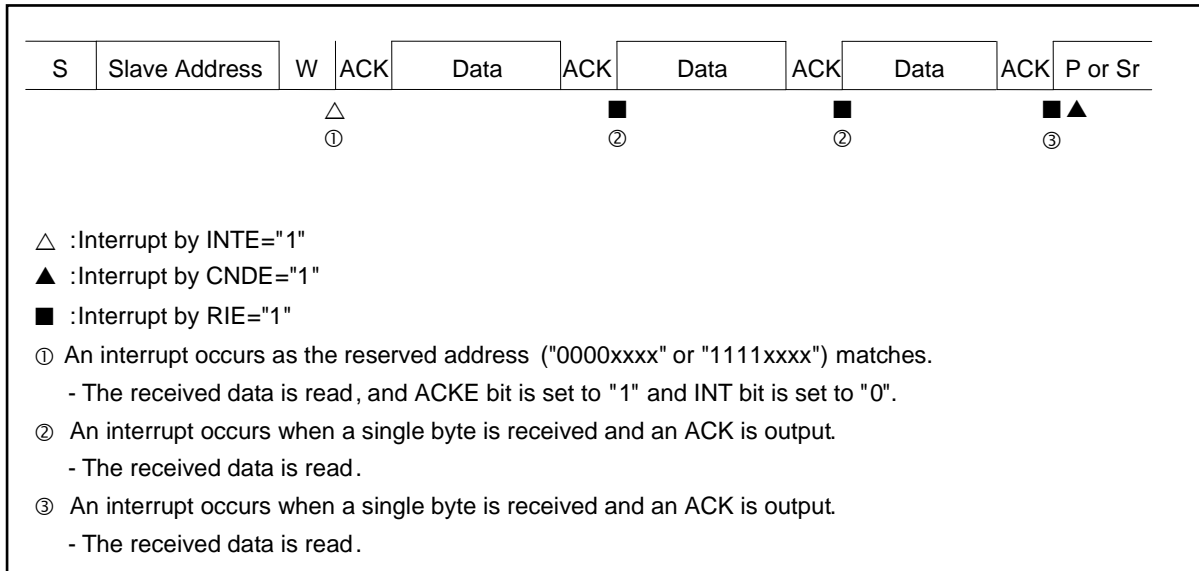 S Slave Address W ACK Data ACK Data ACK Data ACK P or Sr
△ ■ ■ ■ ▲
① ② ② ③
△ :Interrupt by INTE="1"
▲ :Interrupt by CNDE="1"
■ :Interrupt by RIE="1"
① An interrupt occurs as the reserved address ("0000xxxx" or "1111xxxx") matches.
- The received data is read, and ACKE bit is set to "1" and INT bit is set to "0".
② An interrupt occurs when a single byte is received and an ACK is output.
- The received data is read.
③ An interrupt occurs when a single byte is received and an ACK is output.
- The received data is read.